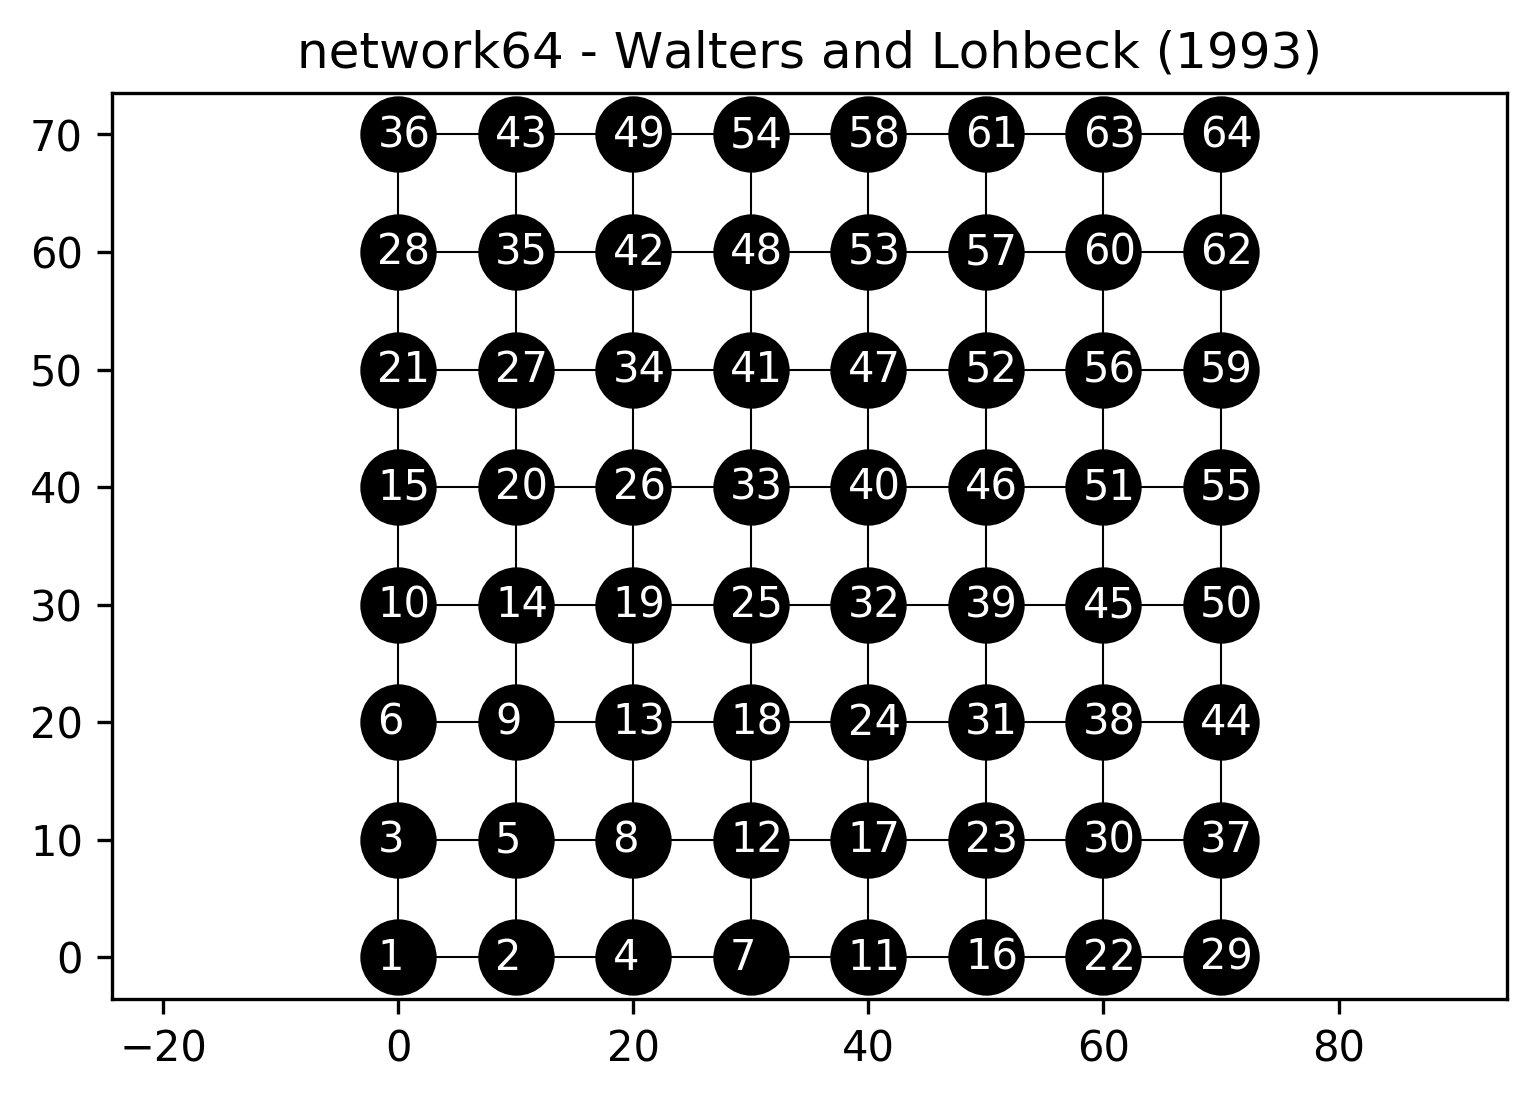 network64 - Walters and Lohbeck (1993)
70 36 43 49 54 58 61 63 64
60 28 35 42 48 53 57 60 62
50 21 27 34 41 47 52 56 59
40 15 20 26 33 40 46 51 55
30 10 14 19 25 32 39 45 50
20 6 9 13 18 24 31 38 44
10 3 5 8 12 17 23 30 37
0 1 2 4 7 11 16 22 29
−20 0 20 40 60 80